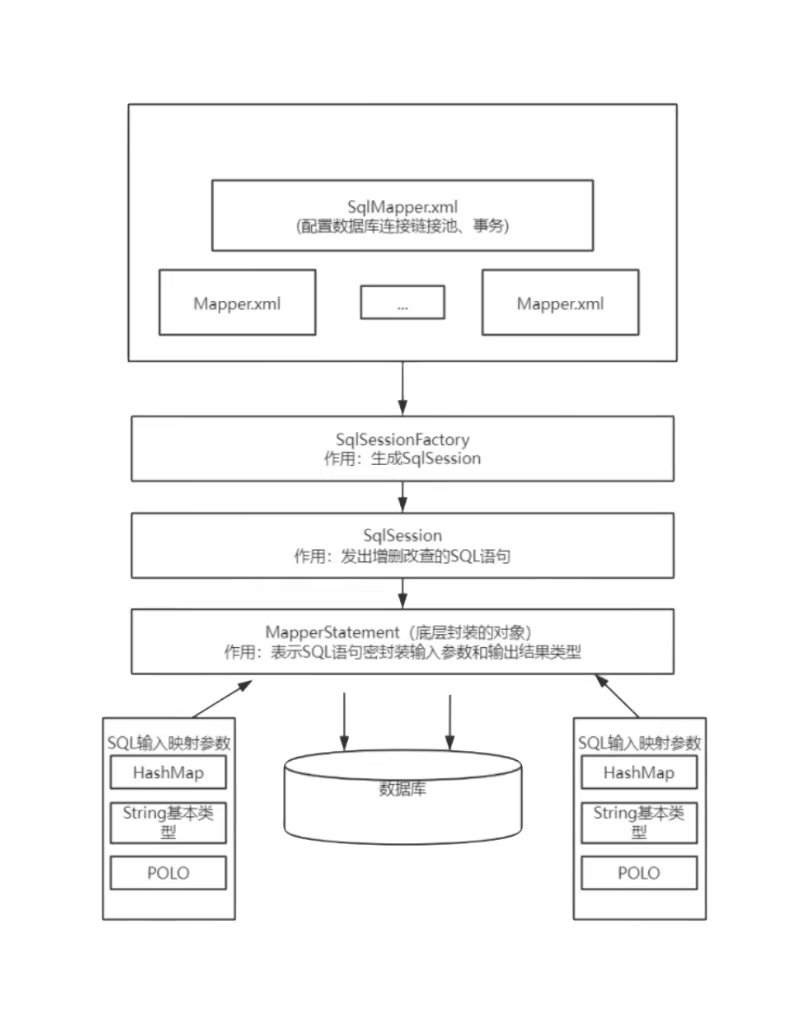 SqlMapper.xml
(配置数据库连接链接池、事务)
Mapper.xml
...
Mapper.xml
SqlSessionFactory
作用：生成SqlSession
SqlSession
作用：发出增删改查的SQL语句
MapperStatement（底层封装的对象）
作用：表示SQL语句密封装输入参数和输出结果类型
SQL输入映射参数
HashMap
String基本类
型
POLO
数据库
SQL输入映射参数
HashMap
String基本类
型
POLO